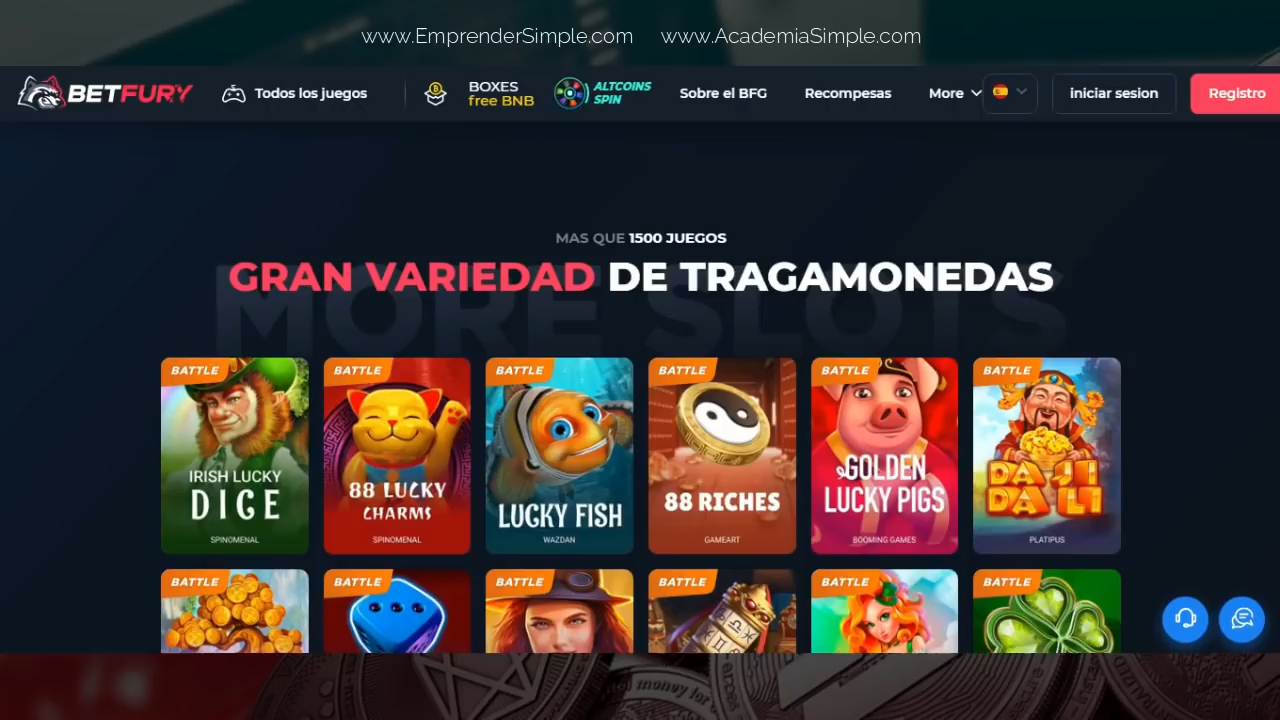 www.EmprenderSimple.com www.AcademiaSimple.com
BETFURY Todos los juegos BOXES free BNB ALTCOINS SPIN Sobre el BFG Recompesas More iniciar sesion Registro
MAS QUE 1500 JUEGOS
MORE SLOTS
GRAN VARIEDAD DE TRAGAMONEDAS
BATTLE BATTLE BATTLE BATTLE BATTLE BATTLE
IRISH LUCKY DICE
SPINOMENAL
88 LUCKY CHARMS
SPINOMENAL
LUCKY FISH
WAZDAN
88 RICHES
GAMEART
GOLDEN LUCKY PIGS
BOOMING GAMES
DA JI DA LI
PLATIPUS
BATTLE BATTLE BATTLE BATTLE BATTLE BATTLE